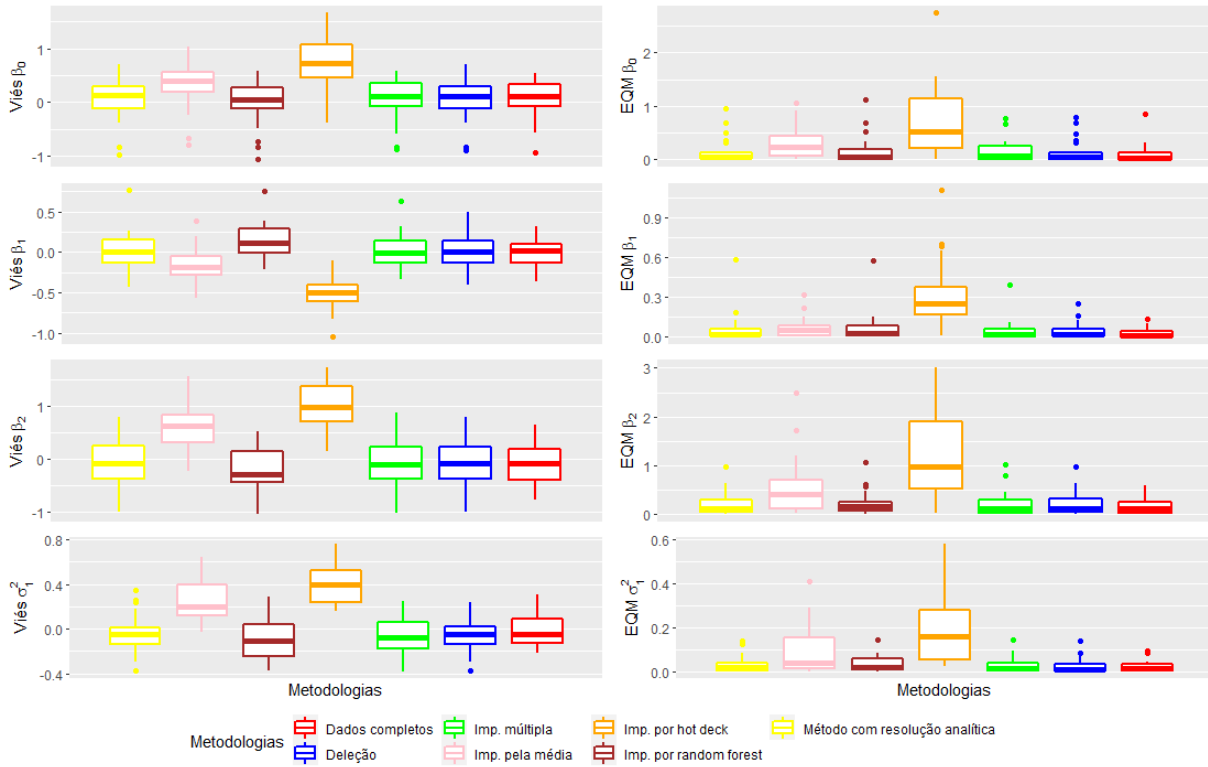 Viés β0
1
0
-1
EQM β0
2
1
0
Viés β1
0.5
0.0
-0.5
-1.0
EQM β1
0.9
0.6
0.3
0.0
Viés β2
1
0
-1
EQM β2
3
2
1
0
Viés σ²1
0.8
0.4
0.0
-0.4
EQM σ²1
0.6
0.4
0.2
0.0
Metodologias
Metodologias
Metodologias
Dados completos
Imp. múltipla
Imp. por hot deck
Método com resolução analítica
Deleção
Imp. pela média
Imp. por random forest